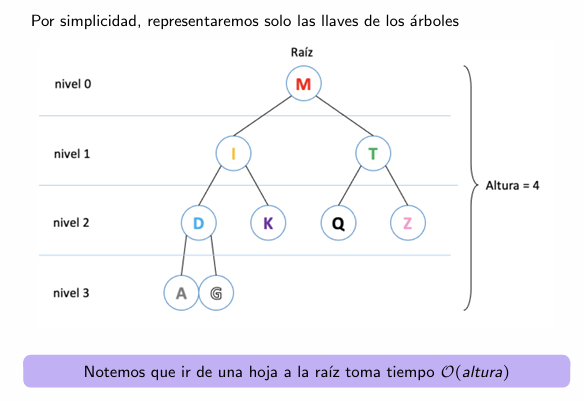 Por simplicidad, representaremos solo las llaves de los árboles
Raíz
nivel 0
M
nivel 1
I
T
Altura = 4
nivel 2
D
K
Q
Z
nivel 3
A
G
Notemos que ir de una hoja a la raíz toma tiempo O(altura)